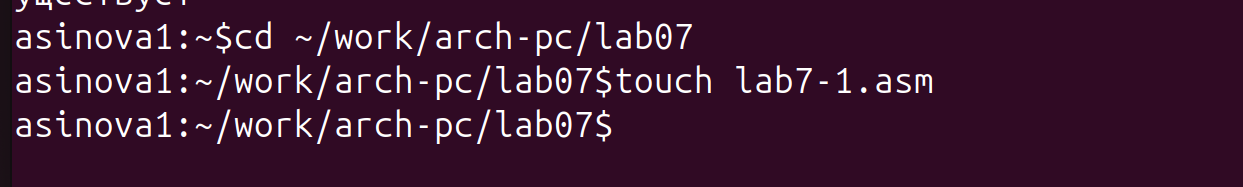 asinova1:~$cd ~/work/arch-pc/lab07
asinova1:~/work/arch-pc/lab07$touch lab7-1.asm
asinova1:~/work/arch-pc/lab07$